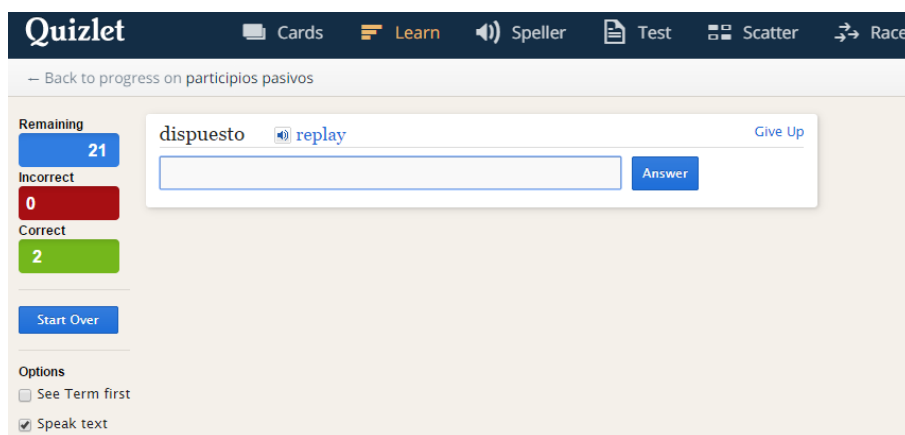 Quizlet Cards Learn Speller Test Scatter Race
← Back to progress on participios pasivos
Remaining
21
Incorrect
0
Correct
2
Start Over
Options
See Term first
Speak text
dispuesto replay Give Up
Answer